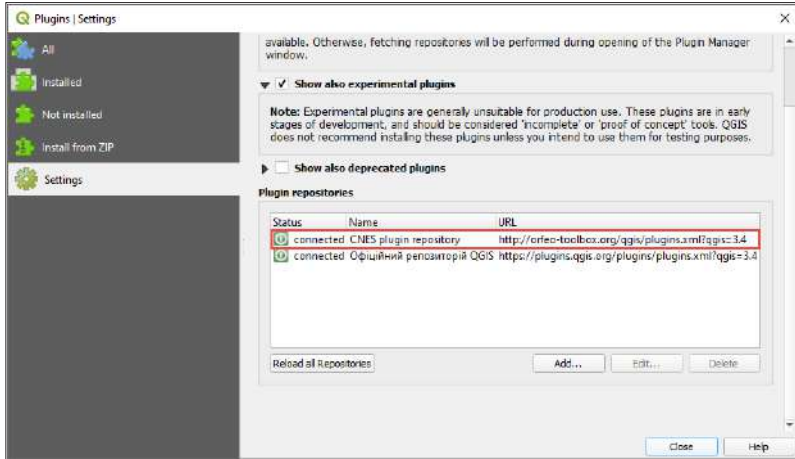 Plugins | Settings
All
Installed
Not installed
Install from ZIP
Settings
available. Otherwise, fetching repositories will be performed during opening of the Plugin Manager
window.
Show also experimental plugins
Note: Experimental plugins are generally unsuitable for production use. These plugins are in early
stages of development, and should be considered 'incomplete' or 'proof of concept' tools. QGIS
does not recommend installing these plugins unless you intend to use them for testing purposes.
Show also deprecated plugins
Plugin repositories
Status Name URL
connected CNES plugin repository http://orfeo-toolbox.org/qgis/plugins.xml?qgis=3.4
connected Офіційний репозиторій QGIS https://plugins.qgis.org/plugins/plugins.xml?qgis=3.4
Reload all Repositories Add... Edit... Delete
Close Help